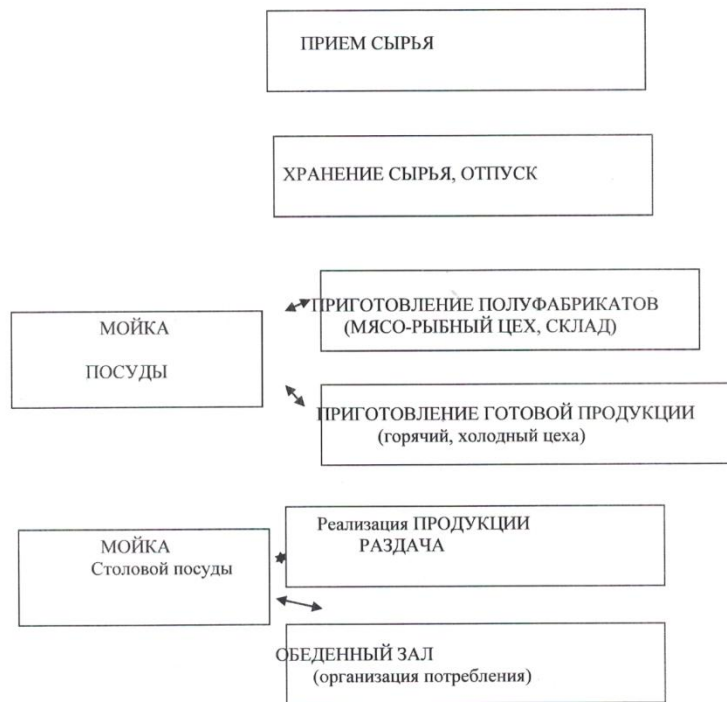 ПРИЕМ СЫРЬЯ
ХРАНЕНИЕ СЫРЬЯ, ОТПУСК
ПРИГОТОВЛЕНИЕ ПОЛУФАБРИКАТОВ
(МЯСО-РЫБНЫЙ ЦЕХ, СКЛАД)
МОЙКА
ПОСУДЫ
ПРИГОТОВЛЕНИЕ ГОТОВОЙ ПРОДУКЦИИ
(горячий, холодный цеха)
Реализация ПРОДУКЦИИ
РАЗДАЧА
МОЙКА
Столовой посуды
ОБЕДЕННЫЙ ЗАЛ
(организация потребления)